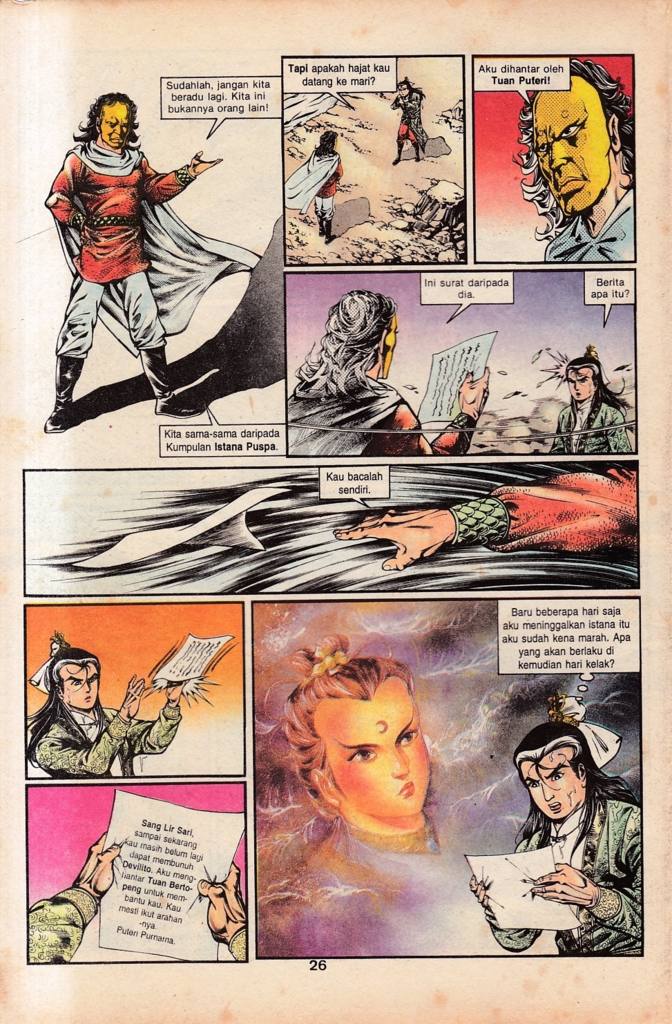 Sudahlah, jangan kita
beradu lagi. Kita ini
bukannya orang lain!
Kita sama-sama daripada
Kumpulan Istana Puspa.
Tapi apakah hajat kau
datang ke mari?
Aku dihantar oleh
Tuan Puteri!
Ini surat daripada
dia.
Berita
apa itu?
Kau bacalah
sendiri.
Sang Lir Sari,
sampai sekarang
kau masih belum lagi
dapat membunuh
Devilito. Aku meng-
hantar Tuan Berto-
peng untuk mem-
bantu kau. Kau
mesti ikut arahan
-nya.
Puteri Purnama.
Baru beberapa hari saja
aku meninggalkan istana itu
aku sudah kena marah. Apa
yang akan berlaku di
kemudian hari kelak?
26